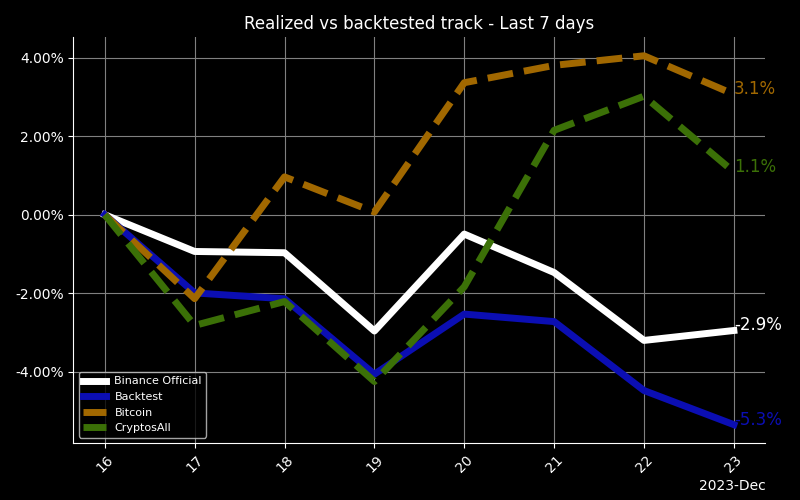 Realized vs backtested track - Last 7 days
4.00%
2.00%
0.00%
-2.00%
-4.00%
3.1%
1.1%
-2.9%
-5.3%
Binance Official
Backtest
Bitcoin
CryptosAll
16 17 18 19 20 21 22 23
2023-Dec